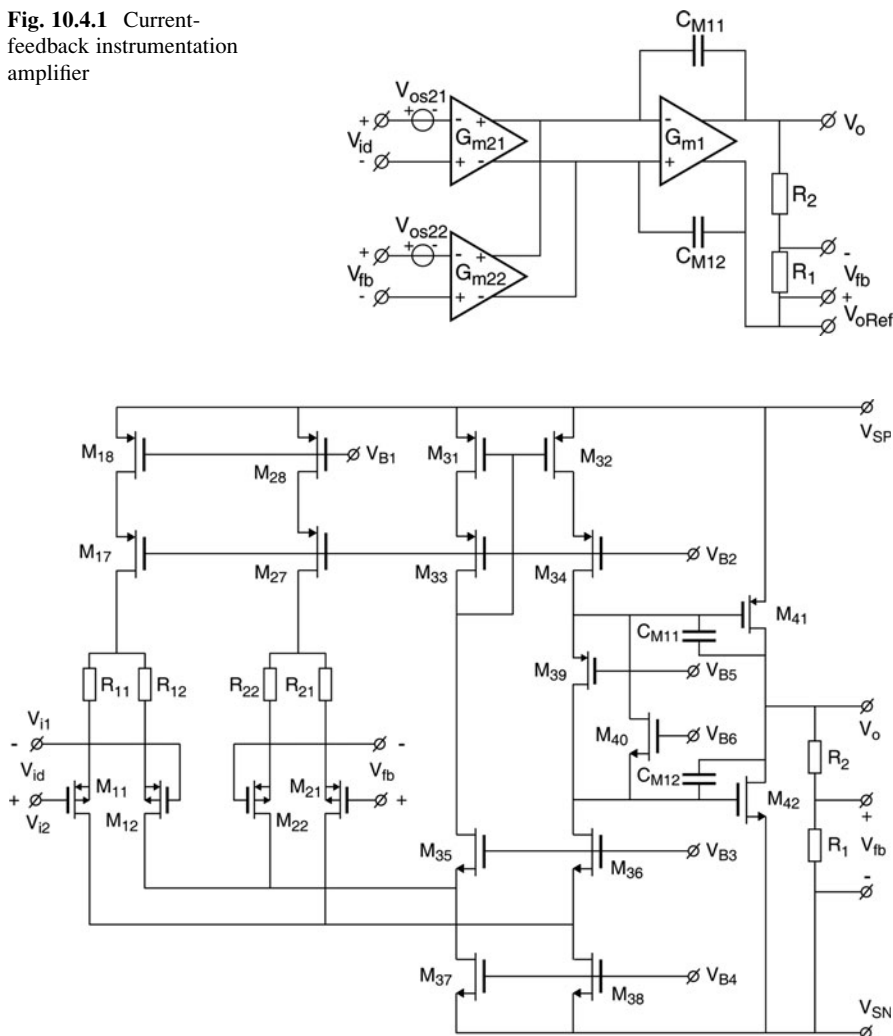 Fig. 10.4.1 Current-
feedback instrumentation
amplifier
C_M11
V_os21
+ -
+
V_id
-
- +
G_m21
+ -
-
G_m1
+
V_o
R_2
C_M12
V_os22
+ -
+
V_fb
-
- +
G_m22
+ -
-
R_1
V_fb
+
V_oRef
V_SP
M_18
M_28
V_B1
M_31
M_32
M_17
M_27
M_33
M_34
V_B2
C_M11
M_41
M_39
V_B5
R_11
R_12
R_22
R_21
V_i1
-
V_id
+
V_i2
M_11
M_12
M_22
M_21
-
V_fb
+
M_40
V_B6
C_M12
M_42
V_o
R_2
+
V_fb
-
R_1
M_35
M_36
V_B3
M_37
M_38
V_B4
V_SN